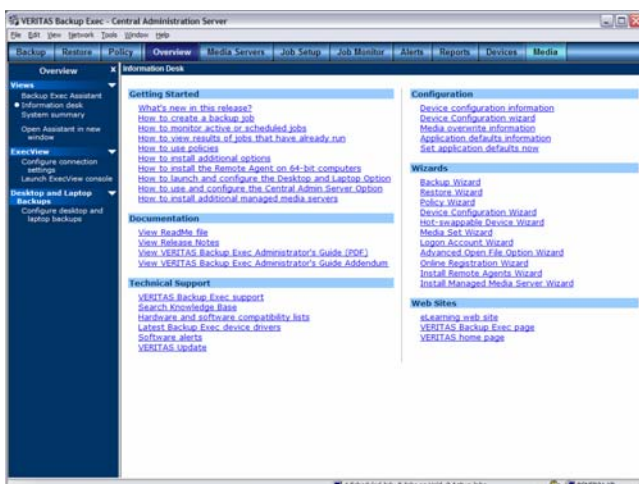 VERITAS Backup Exec - Central Administration Server
File Edit View Network Tools Window Help
Backup Restore Policy Overview Media Servers Job Setup Job Monitor Alerts Reports Devices Media
Overview x
Information Desk
Views
Backup Exec Assistant
Information desk
System summary
Open Assistant in new
window
ExecView
Configure connection
settings
Launch ExecView console
Desktop and Laptop
Backups
Configure desktop and
laptop backups
Getting Started
What's new in this release?
How to create a backup job
How to monitor active or scheduled jobs
How to view results of jobs that have already run
How to use policies
How to install additional options
How to install the Remote Agent on 64-bit computers
How to launch and configure the Desktop and Laptop Option
How to use and configure the Central Admin Server Option
How to install additional managed media servers
Documentation
View ReadMe file
View Release Notes
View VERITAS Backup Exec Administrator's Guide (PDF)
View VERITAS Backup Exec Administrator's Guide Addendum
Technical Support
VERITAS Backup Exec support
Search Knowledge Base
Hardware and software compatibility lists
Latest Backup Exec device drivers
Software alerts
VERITAS Update
Configuration
Device configuration information
Device Configuration wizard
Media overwrite information
Application defaults information
Set application defaults now
Wizards
Backup Wizard
Restore Wizard
Policy Wizard
Device Configuration Wizard
Hot-swappable Device Wizard
Media Set Wizard
Logon Account Wizard
Advanced Open File Option Wizard
Online Registration Wizard
Install Remote Agents Wizard
Install Managed Media Server Wizard
Web Sites
eLearning web site
VERITAS Backup Exec page
VERITAS home page